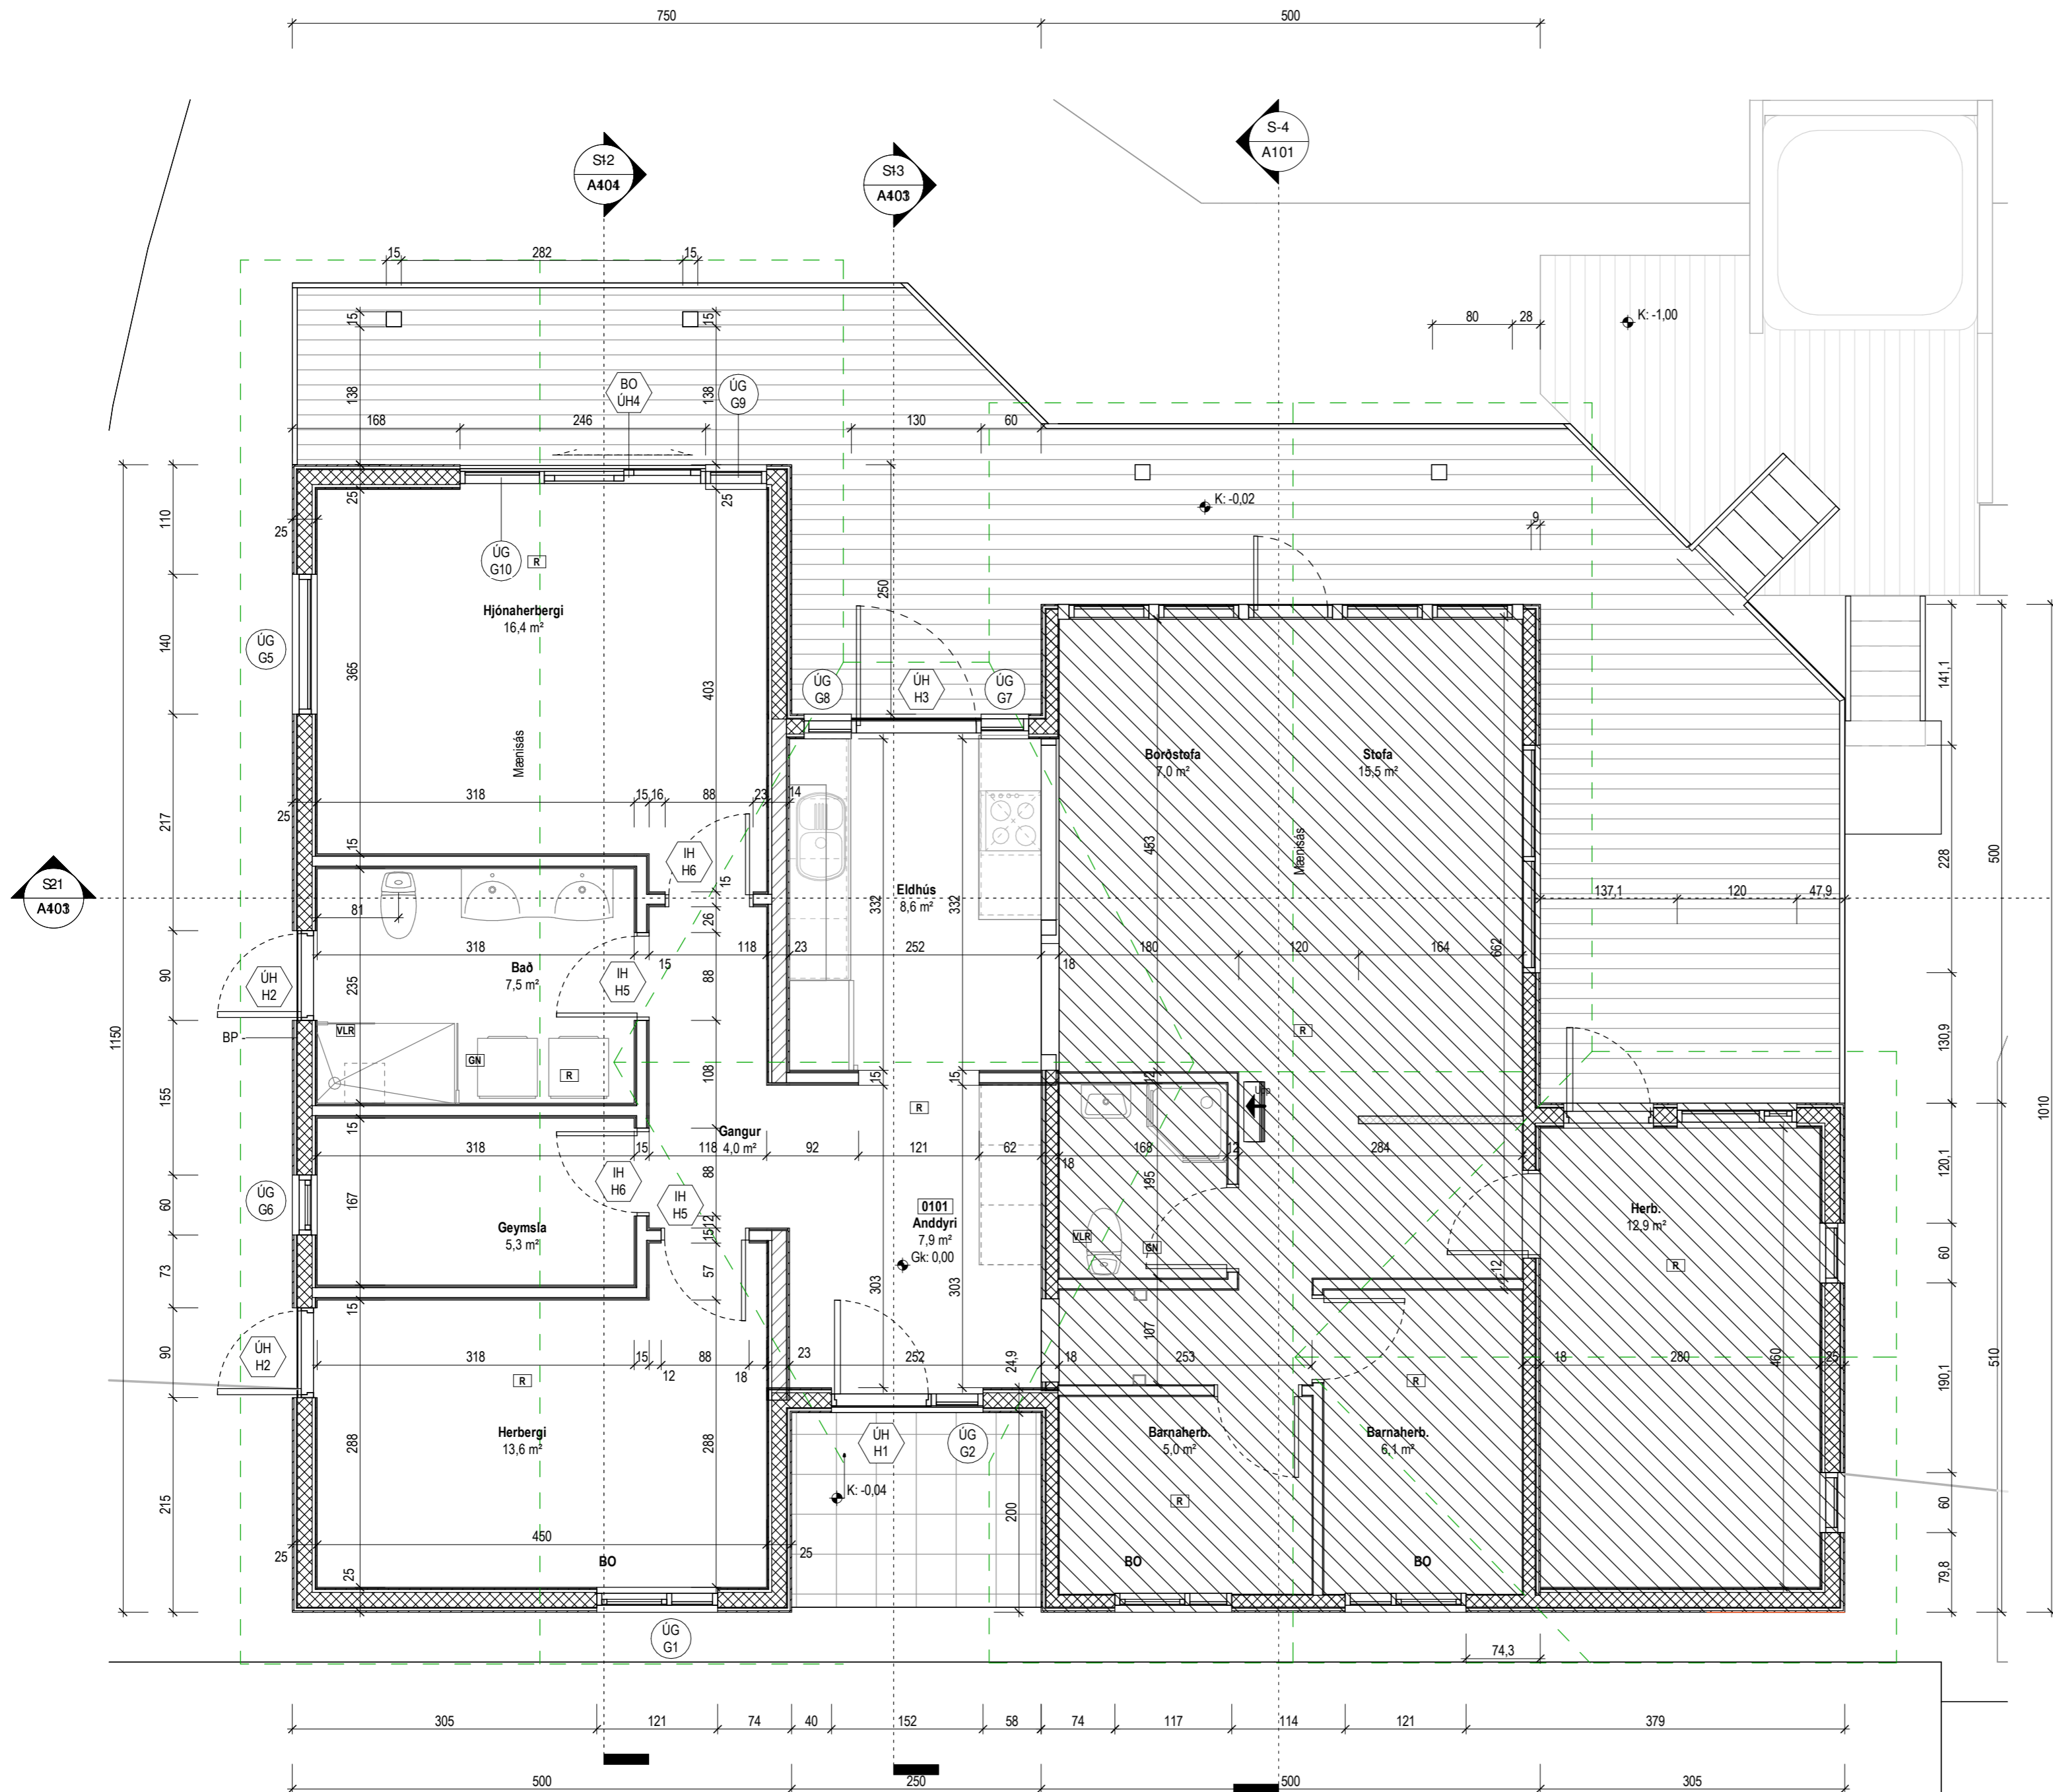 750
500
S-4
A101
15
282
15
80
28
K: -1,00
15
15
138
138
BO
ÚH4
ÚG
G9
168
246
130
60
K: -0,02
9
25
25
25
110
ÚG
G10
R
250
Hjónaherbergi
16,4 m²
ÚG
G5
140
365
403
ÚG
G8
ÚH
H3
ÚG
G7
141,1
Mænisás
Borðstofa
7,0 m²
Stofa
15,5 m²
318
15
16
88
23
14
25
217
15
463
Mænisás
228
500
IH
H6
15
Eldhús
8,6 m²
332
332
81
26
137,1
120
47,9
318
118
15
23
252
18
180
120
164
662
ÚH
H2
90
Bað
7,5 m²
235
IH
H5
88
1150
BP
VLR
GN
R
R
130,9
155
108
15
15
12
Upp
1010
R
15
Gangur
4,0 m²
318
15
118
92
121
62
18
168
12
284
88
120,1
ÚG
G6
60
167
IH
H6
IH
H5
195
Geymsla
5,3 m²
12
15
0101
Anddyri
7,9 m²
Gk: 0,00
VLR
GN
Herb.
12,9 m²
R
60
73
57
12
15
303
303
107
ÚH
H2
90
318
15
12
88
18
23
252
24,9
18
253
18
280
460
25
510
R
R
190,1
Herbergi
13,6 m²
288
288
ÚH
H1
ÚG
G2
Barnaherb.
5,0 m²
Barnaherb.
6,1 m²
K: -0,04
R
215
200
60
450
25
25
25
BO
BO
BO
79,8
ÚG
G1
74,3
305
121
74
40
152
58
74
117
114
121
379
500
250
500
305